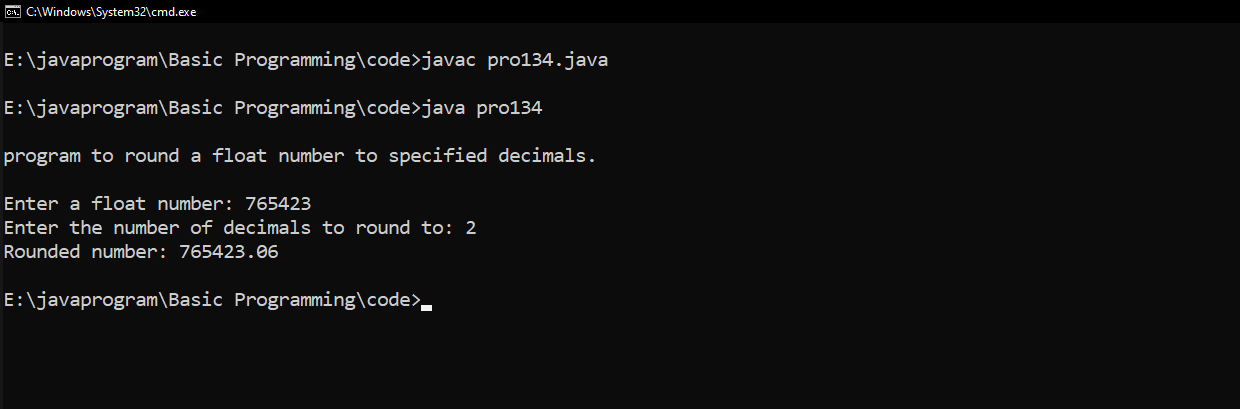 C:\Windows\System32\cmd.exe
E:\javaprogram\Basic Programming\code>javac pro134.java
E:\javaprogram\Basic Programming\code>java pro134
program to round a float number to specified decimals.
Enter a float number: 765423
Enter the number of decimals to round to: 2
Rounded number: 765423.06
E:\javaprogram\Basic Programming\code>